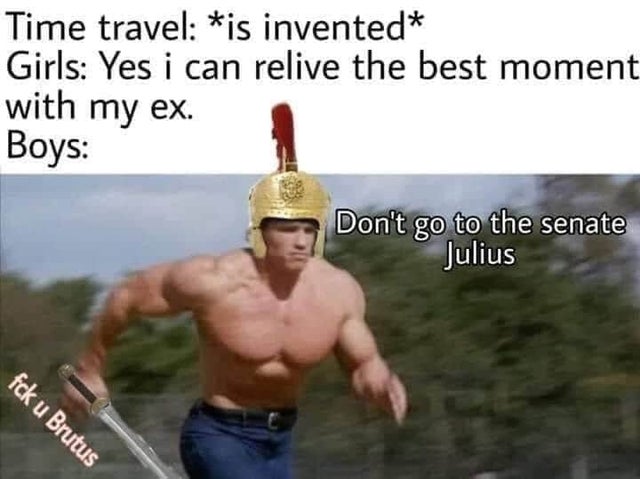 Time travel: *is invented*
Girls: Yes i can relive the best moment
with my ex.
Boys:
Don't go to the senate
Julius
fck u Brutus